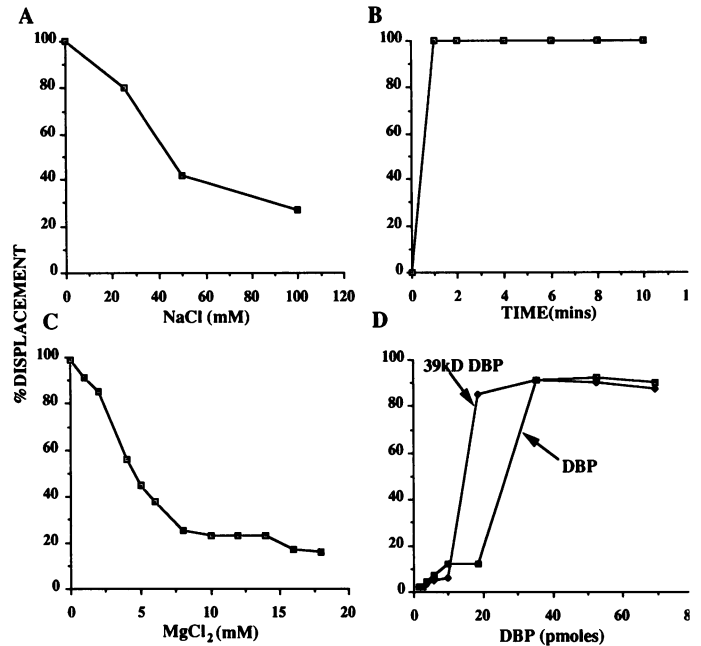 A
B
100
80
60
40
20
0
0 20 40 60 80 100 120
NaCl (mM)
100
80
60
40
20
0
0 2 4 6 8 10 1
TIME(mins)
%DISPLACEMENT
C
D
100
80
60
40
20
0
0 5 10 15 20
MgCl₂ (mM)
100
80
60
40
20
0
39kD DBP
DBP
0 20 40 60 8
DBP (pmoles)